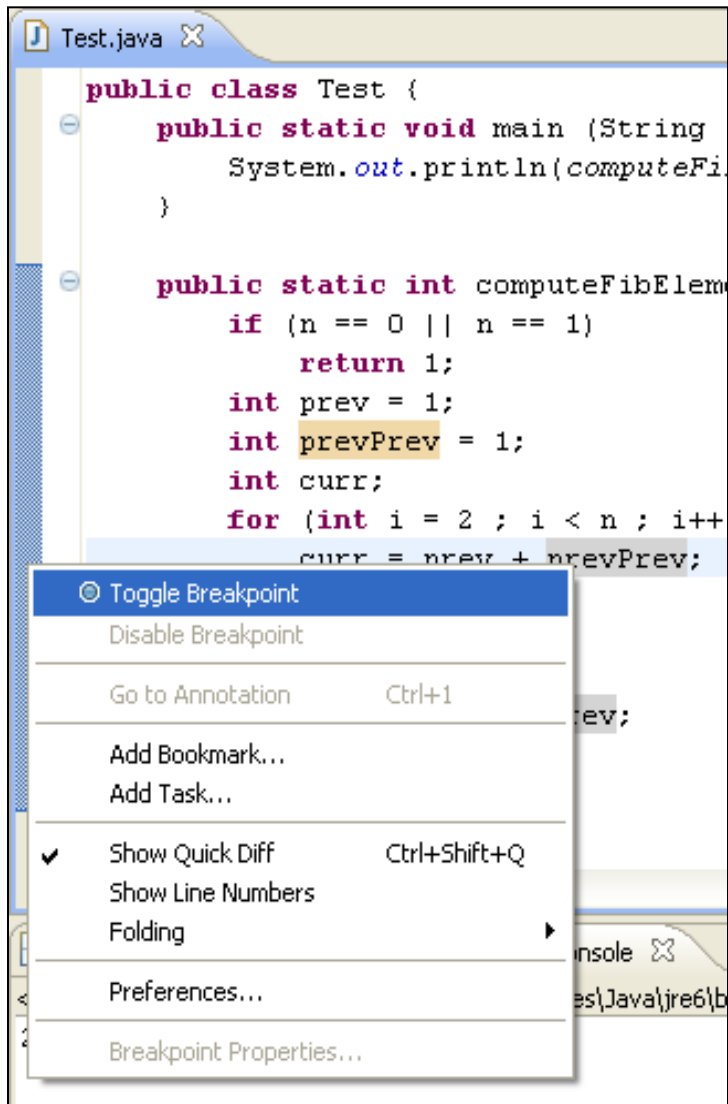 Test.java
public class Test {
public static void main (String
System.out.println(computeFi
}
public static int computeFibEleme
if (n == 0 || n == 1)
return 1;
int prev = 1;
int prevPrev = 1;
int curr;
for (int i = 2 ; i < n ; i++
curr = prev + prevPrev;
Toggle Breakpoint
Disable Breakpoint
Go to Annotation Ctrl+1
ev;
Add Bookmark...
Add Task...
Show Quick Diff Ctrl+Shift+Q
Show Line Numbers
Folding
nsole
Preferences...
es\Java\jre6\b
Breakpoint Properties...